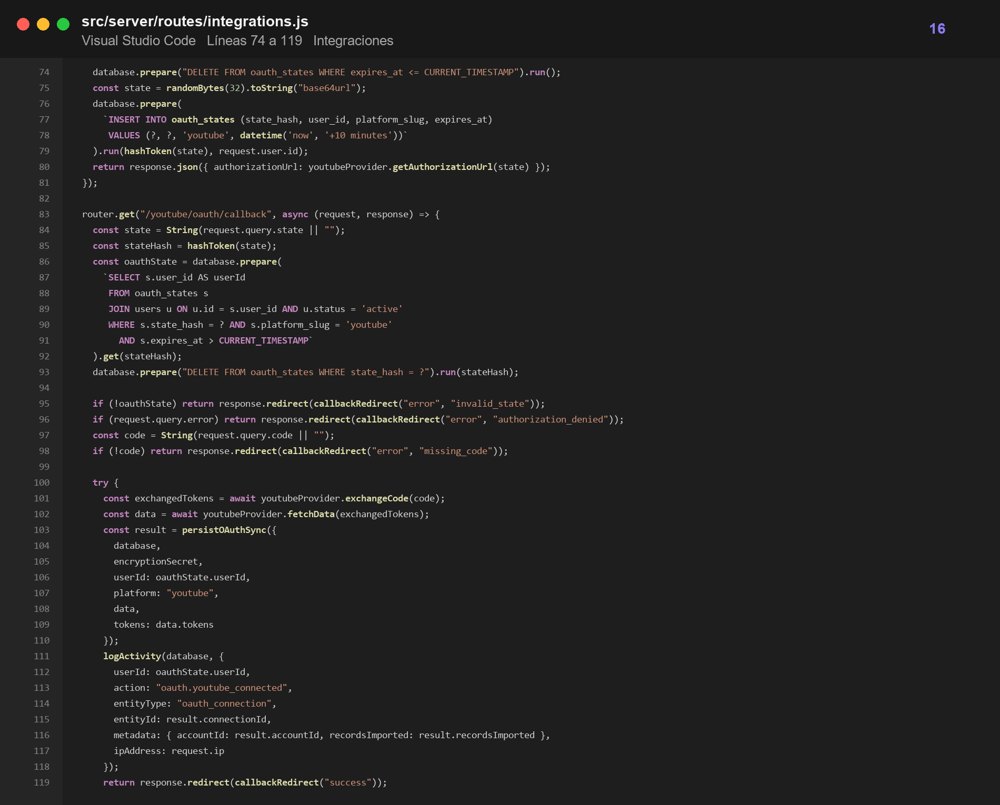 src/server/routes/integrations.js
Visual Studio Code   Líneas 74 a 119   Integraciones
16
74   database.prepare("DELETE FROM oauth_states WHERE expires_at <= CURRENT_TIMESTAMP").run();
75   const state = randomBytes(32).toString("base64url");
76   database.prepare(
77     `INSERT INTO oauth_states (state_hash, user_id, platform_slug, expires_at)
78      VALUES (?, ?, 'youtube', datetime('now', '+10 minutes'))`
79   ).run(hashToken(state), request.user.id);
80   return response.json({ authorizationUrl: youtubeProvider.getAuthorizationUrl(state) });
81 });
82
83 router.get("/youtube/oauth/callback", async (request, response) => {
84   const state = String(request.query.state || "");
85   const stateHash = hashToken(state);
86   const oauthState = database.prepare(
87     `SELECT s.user_id AS userId
88      FROM oauth_states s
89      JOIN users u ON u.id = s.user_id AND u.status = 'active'
90      WHERE s.state_hash = ? AND s.platform_slug = 'youtube'
91        AND s.expires_at > CURRENT_TIMESTAMP`
92   ).get(stateHash);
93   database.prepare("DELETE FROM oauth_states WHERE state_hash = ?").run(stateHash);
94
95   if (!oauthState) return response.redirect(callbackRedirect("error", "invalid_state"));
96   if (request.query.error) return response.redirect(callbackRedirect("error", "authorization_denied"));
97   const code = String(request.query.code || "");
98   if (!code) return response.redirect(callbackRedirect("error", "missing_code"));
99
100   try {
101     const exchangedTokens = await youtubeProvider.exchangeCode(code);
102     const data = await youtubeProvider.fetchData(exchangedTokens);
103     const result = persistOAuthSync({
104       database,
105       encryptionSecret,
106       userId: oauthState.userId,
107       platform: "youtube",
108       data,
109       tokens: data.tokens
110     });
111     logActivity(database, {
112       userId: oauthState.userId,
113       action: "oauth.youtube_connected",
114       entityType: "oauth_connection",
115       entityId: result.connectionId,
116       metadata: { accountId: result.accountId, recordsImported: result.recordsImported },
117       ipAddress: request.ip
118     });
119     return response.redirect(callbackRedirect("success"));